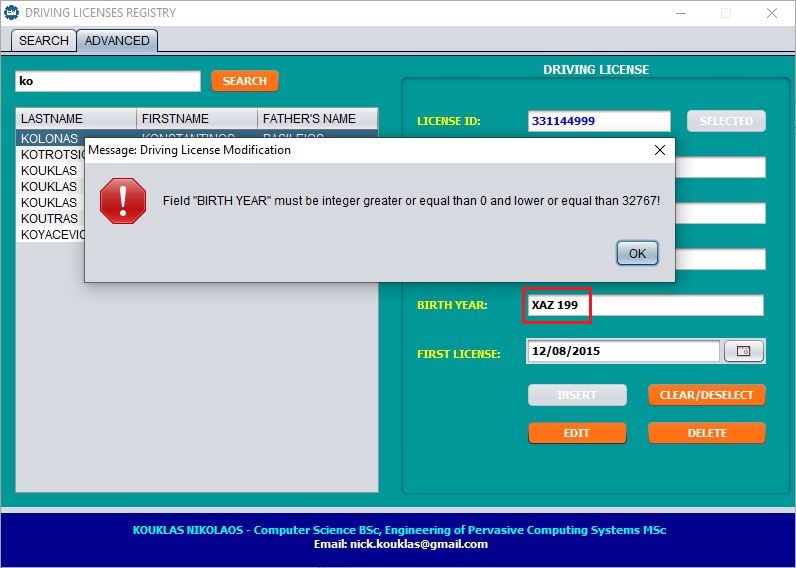 DRIVING LICENSES REGISTRY
SEARCH ADVANCED
DRIVING LICENSE
ko SEARCH
LASTNAME FIRSTNAME FATHER'S NAME
LICENSE ID: 331144999 SELECTED
KOLONAS KONSTANTINOS BASILEIOS
KOTROTSIO
KOUKLAS
KOUKLAS
KOUKLAS
KOUTRAS
KOYACEVIC
Message: Driving License Modification
Field "BIRTH YEAR" must be integer greater or equal than 0 and lower or equal than 32767!
OK
BIRTH YEAR: XAZ 199
FIRST LICENSE: 12/08/2015
INSERT CLEAR/DESELECT
EDIT DELETE
KOUKLAS NIKOLAOS - Computer Science BSc, Engineering of Pervasive Computing Systems MSc
Email: nick.kouklas@gmail.com